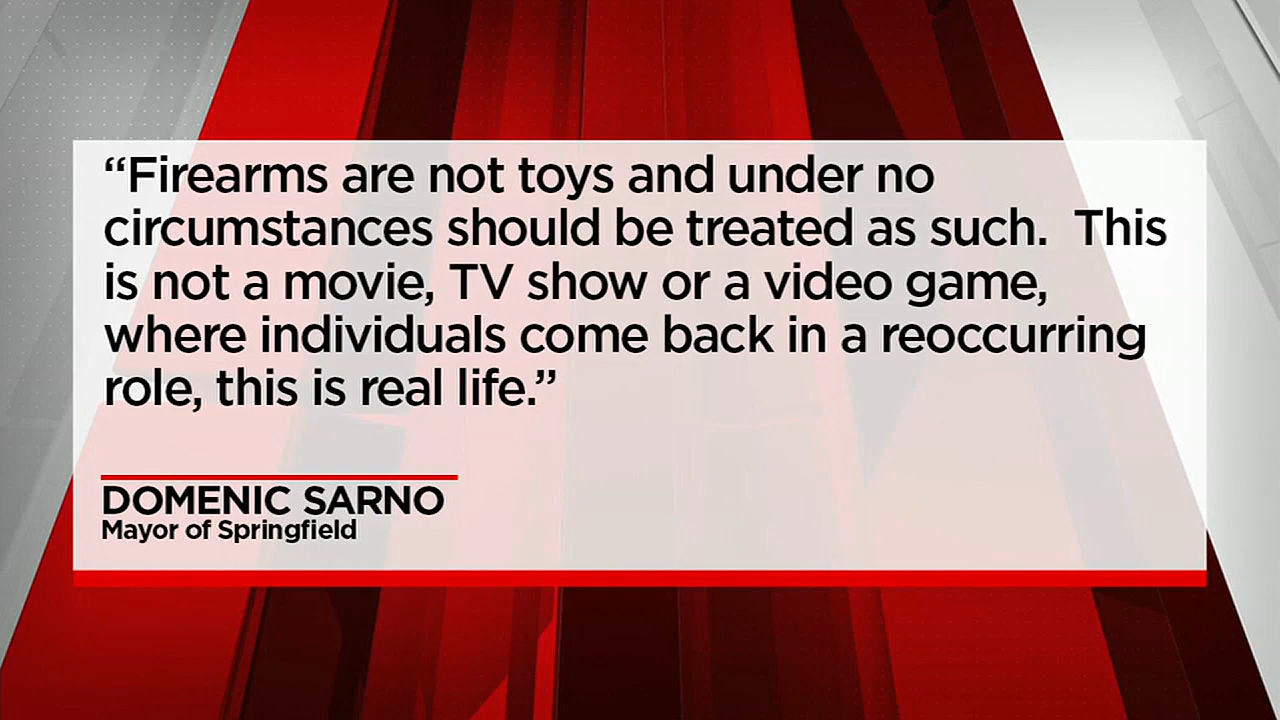 “Firearms are not toys and under no
circumstances should be treated as such.  This
is not a movie, TV show or a video game,
where individuals come back in a reoccurring
role, this is real life.”
DOMENIC SARNO
Mayor of Springfield